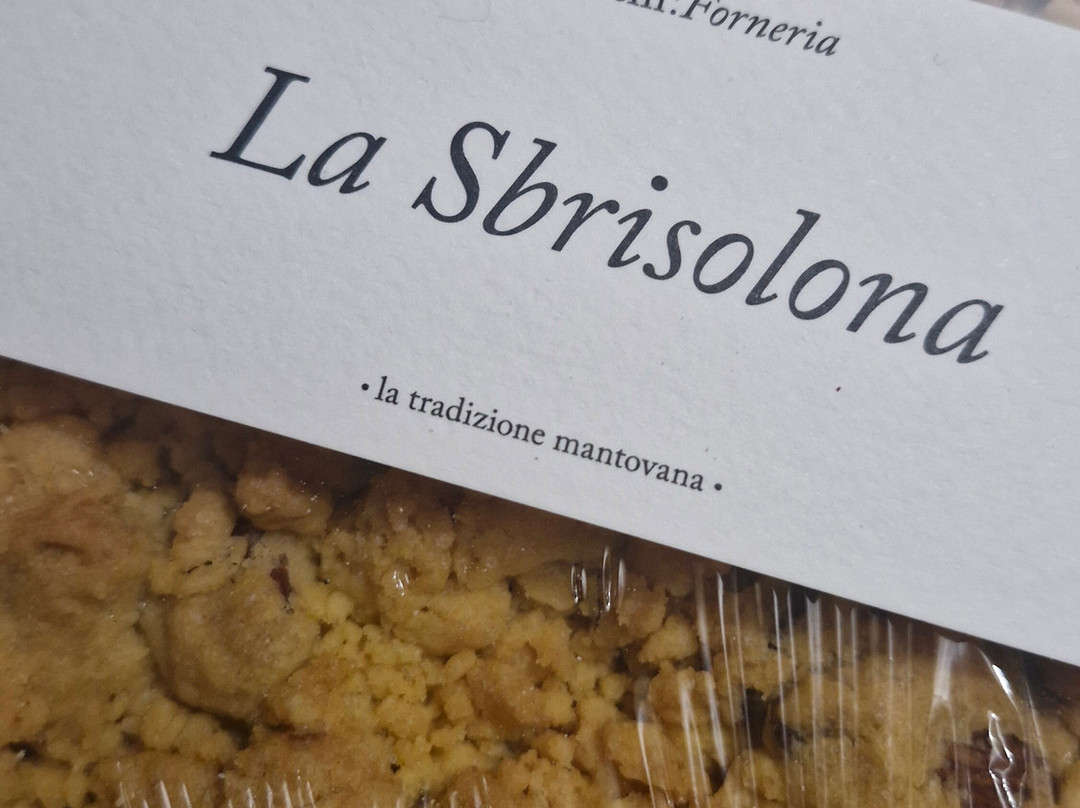 Forneria
La Sbrisolona
• la tradizione mantovana •